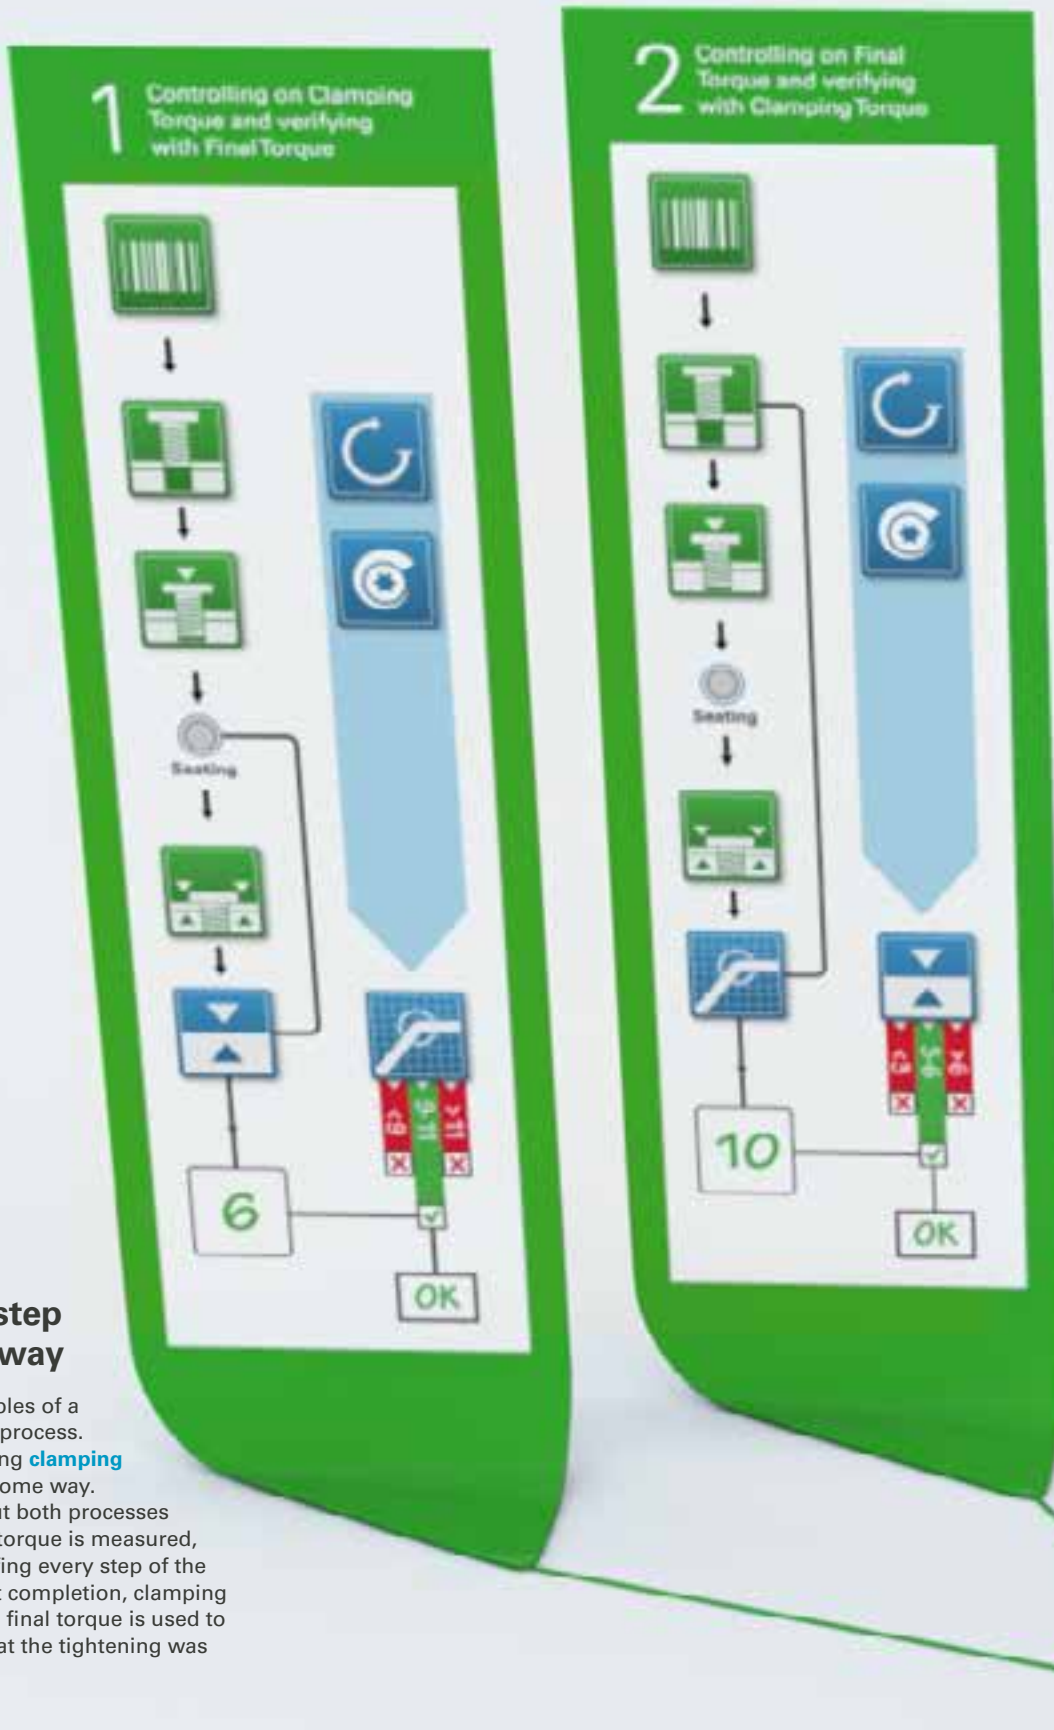 1
Controlling on Clamping
Torque and verifying
with Final Torque
Seating
<9
9-11
>11
6
OK
2
Controlling on Final
Torque and verifying
with Clamping Torque
Seating
5-6
>6
10
OK
step
way
ples of a
process.
ng clamping
ome way.
ut both processes
torque is measured,
fing every step of the
t completion, clamping
final torque is used to
at the tightening was